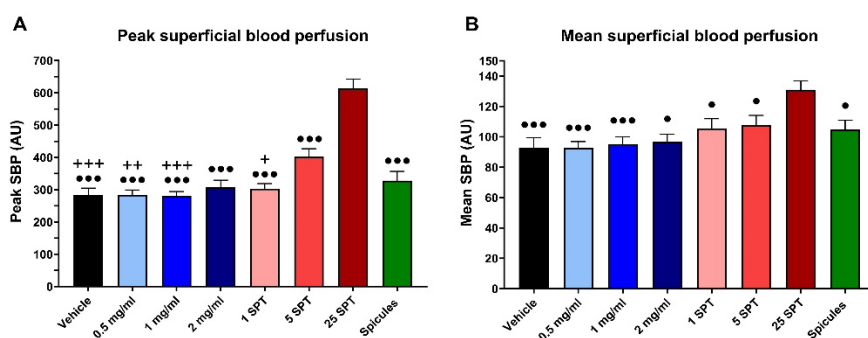 A
Peak superficial blood perfusion
Peak SBP (AU)
700
600
500
400
300
200
100
0
+++
●●●
++
●●●
+++
●●●
●●●
+
●●●
●●●
●●●
Vehicle
0.5 mg/ml
1 mg/ml
2 mg/ml
1 SPT
5 SPT
25 SPT
Spicules
B
Mean superficial blood perfusion
Mean SBP (AU)
150
140
120
100
80
60
40
20
0
●●●
●●●
●●●
●
●
●
●
Vehicle
0.5 mg/ml
1 mg/ml
2 mg/ml
1 SPT
5 SPT
25 SPT
Spicules